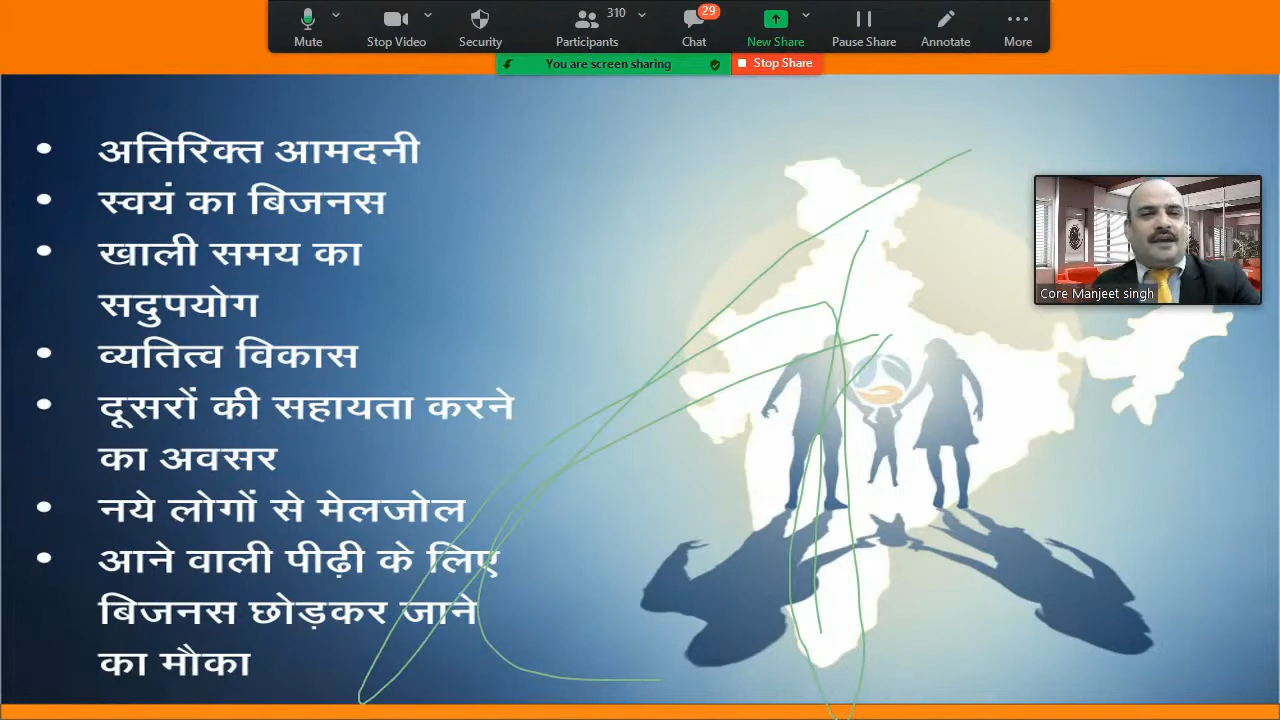 Mute
Stop Video
Security
310
Participants
29
Chat
New Share
Pause Share
Annotate
More
You are screen sharing
Stop Share
• अतिरिक्त आमदनी
• स्वयं का बिजनस
• खाली समय का
सदुपयोग
• व्यतित्व विकास
• दूसरों की सहायता करने
का अवसर
• नये लोगों से मेलजोल
• आने वाली पीढ़ी के लिए
बिजनस छोड़कर जाने
का मौका
Core Manjeet singh